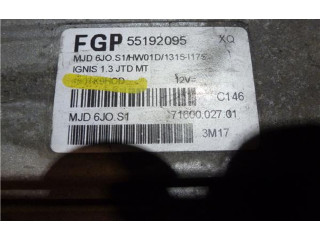 FGP 55192095 XQ
MJD 6JO.S1/HW01D/1315-I175
IGNIS 1.3 JTD MT
12V
C146
MJD 6JO.S1 71600.027.01
3M17